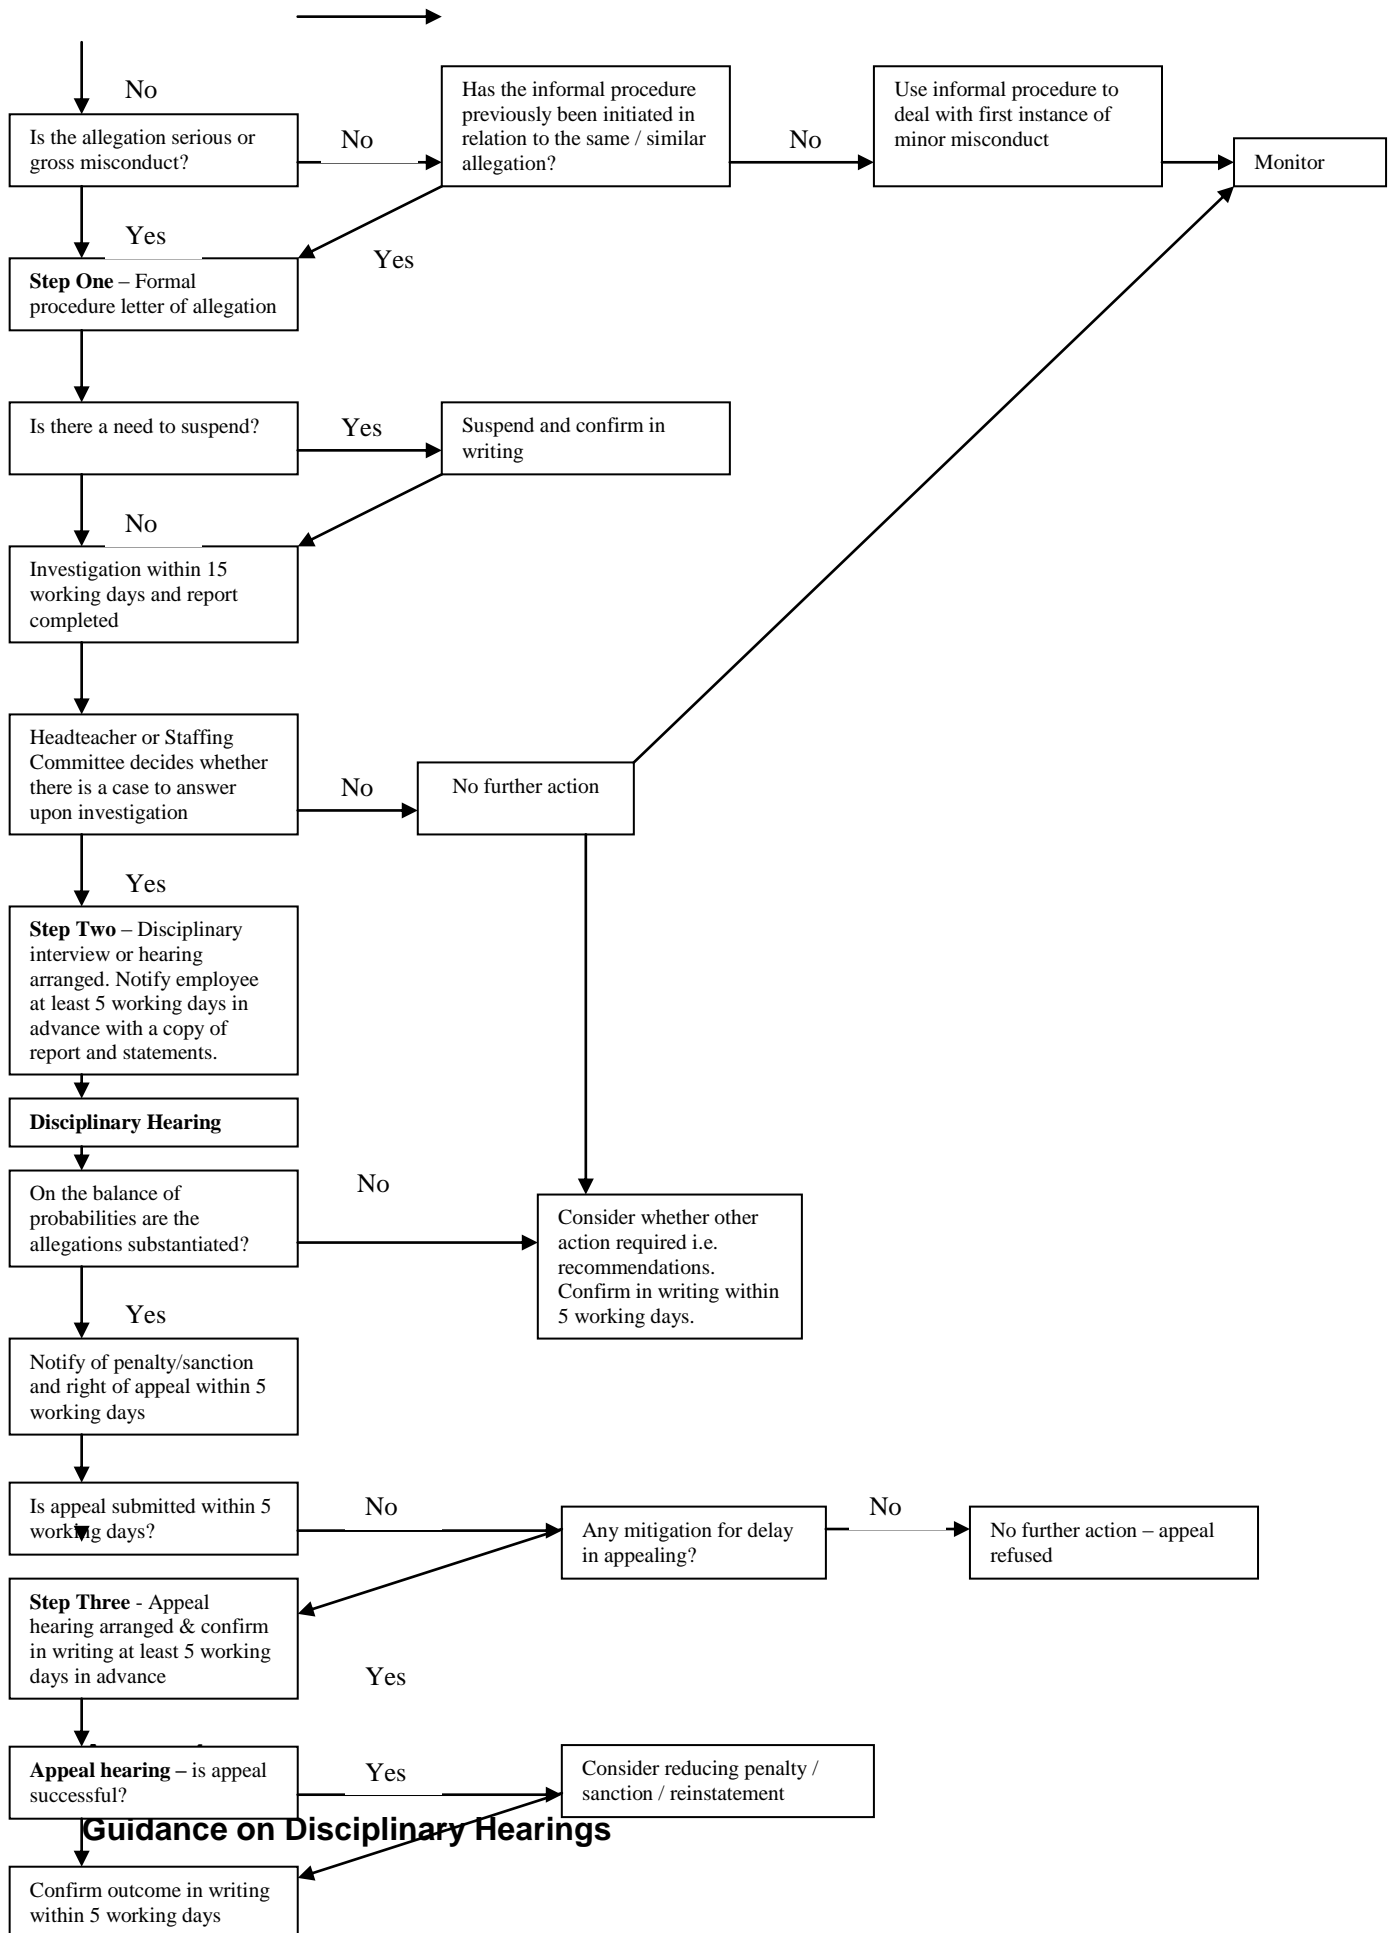 No
Is the allegation serious or
gross misconduct?
No
Has the informal procedure
previously been initiated in
relation to the same / similar
allegation?
No
Use informal procedure to
deal with first instance of
minor misconduct
Monitor
Yes
Yes
Step One – Formal
procedure letter of allegation
Is there a need to suspend?
Yes
Suspend and confirm in
writing
No
Investigation within 15
working days and report
completed
Headteacher or Staffing
Committee decides whether
there is a case to answer
upon investigation
No
No further action
Yes
Step Two – Disciplinary
interview or hearing
arranged. Notify employee
at least 5 working days in
advance with a copy of
report and statements.
Disciplinary Hearing
On the balance of
probabilities are the
allegations substantiated?
No
Consider whether other
action required i.e.
recommendations.
Confirm in writing within
5 working days.
Yes
Notify of penalty/sanction
and right of appeal within 5
working days
Is appeal submitted within 5
working days?
No
Any mitigation for delay
in appealing?
No
No further action – appeal
refused
Step Three - Appeal
hearing arranged & confirm
in writing at least 5 working
days in advance
Yes
Appeal hearing – is appeal
successful?
Yes
Consider reducing penalty /
sanction / reinstatement
Guidance on Disciplinary Hearings
Confirm outcome in writing
within 5 working days